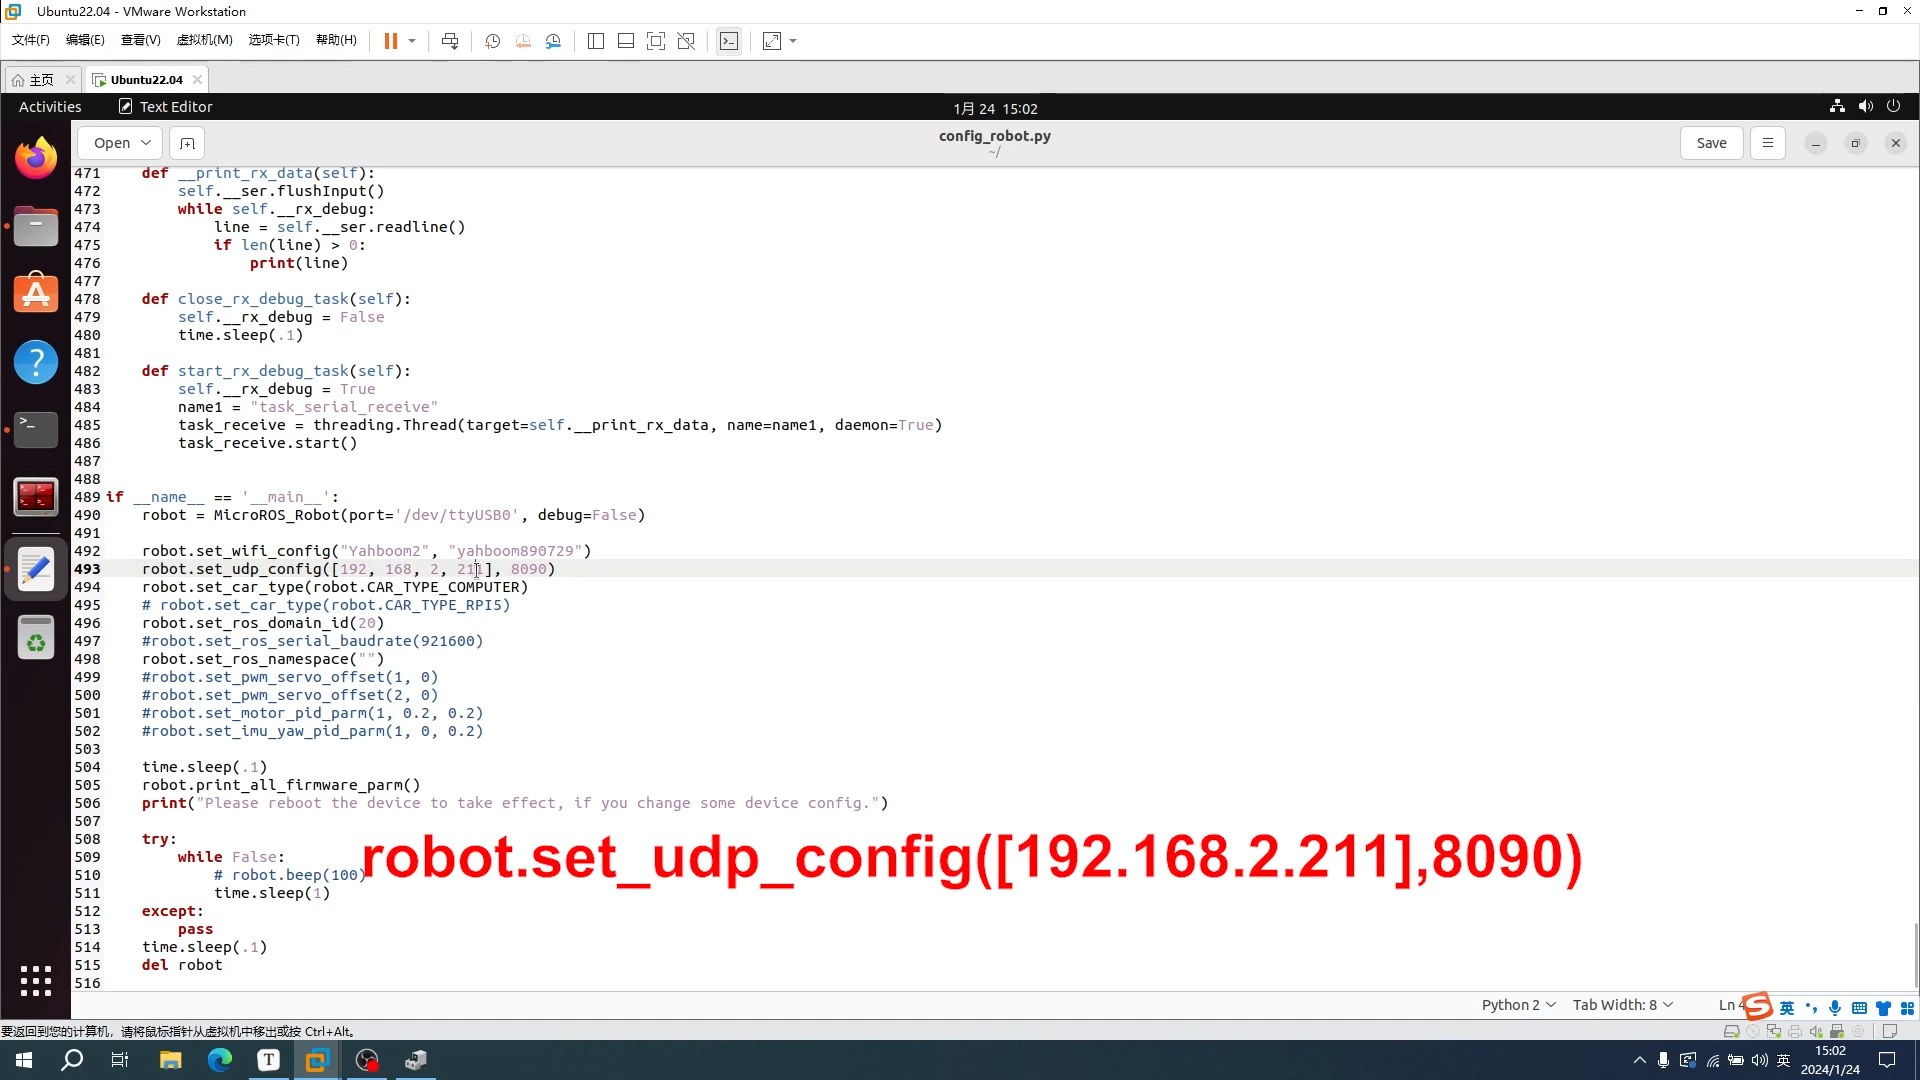 Ubuntu22.04 - VMware Workstation
文件(F) 编辑(E) 查看(V) 虚拟机(M) 选项卡(T) 帮助(H)
主页 Ubuntu22.04
Activities Text Editor 1月 24 15:02
Open config_robot.py Save
~/
471     def __print_rx_data(self):
472         self.__ser.flushInput()
473         while self.__rx_debug:
474             line = self.__ser.readline()
475             if len(line) > 0:
476                 print(line)
477
478     def close_rx_debug_task(self):
479         self.__rx_debug = False
480         time.sleep(.1)
481
482     def start_rx_debug_task(self):
483         self.__rx_debug = True
484         name1 = "task_serial_receive"
485         task_receive = threading.Thread(target=self.__print_rx_data, name=name1, daemon=True)
486         task_receive.start()
487
488
489 if __name__ == '__main__':
490     robot = MicroROS_Robot(port='/dev/ttyUSB0', debug=False)
491
492     robot.set_wifi_config("Yahboom2", "yahboom890729")
493     robot.set_udp_config([192, 168, 2, 211], 8090)
494     robot.set_car_type(robot.CAR_TYPE_COMPUTER)
495     # robot.set_car_type(robot.CAR_TYPE_RPI5)
496     robot.set_ros_domain_id(20)
497     #robot.set_ros_serial_baudrate(921600)
498     robot.set_ros_namespace("")
499     #robot.set_pwm_servo_offset(1, 0)
500     #robot.set_pwm_servo_offset(2, 0)
501     #robot.set_motor_pid_parm(1, 0.2, 0.2)
502     #robot.set_imu_yaw_pid_parm(1, 0, 0.2)
503
504     time.sleep(.1)
505     robot.print_all_firmware_parm()
506     print("Please reboot the device to take effect, if you change some device config.")
507
508     try:
509         while False:
510             # robot.beep(100)
511             time.sleep(1)
512     except:
513         pass
514     time.sleep(.1)
515     del robot
516
robot.set_udp_config([192.168.2.211],8090)
Python 2 Tab Width: 8 Ln 4
英
要返回到您的计算机，请将鼠标指针从虚拟机中移出或按 Ctrl+Alt。
英 15:02
2024/1/24